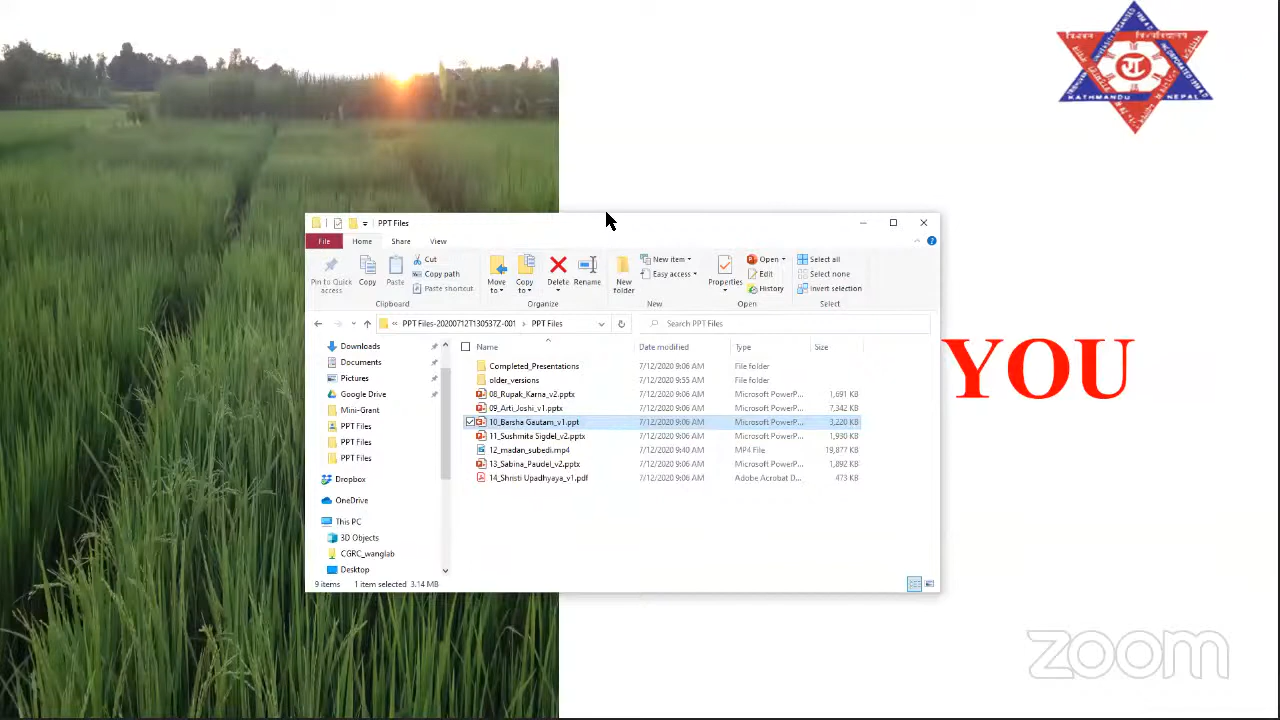 विश्वविद्यालय
KATHMANDU NEPAL
PPT Files
File Home Share View
Pin to Quick access
Copy
Paste
Cut
Copy path
Paste shortcut
Clipboard
Move to
Copy to
Delete
Rename
Organize
New folder
New item
Easy access
New
Properties
Open
Edit
History
Open
Select all
Select none
Invert selection
Select
« PPT Files-20200712T130537Z-001 > PPT Files
Search PPT Files
Name Date modified Type Size
Downloads
Documents
Pictures
Google Drive
Mini-Grant
PPT Files
PPT Files
PPT Files
Dropbox
OneDrive
This PC
3D Objects
CGRC_wanglab
Desktop
Completed_Presentations 7/12/2020 9:06 AM File folder
older_versions 7/12/2020 9:55 AM File folder
08_Rupak_Karna_v2.pptx 7/12/2020 9:06 AM Microsoft PowerP... 1,691 KB
09_Arti_Joshi_v1.pptx 7/12/2020 9:06 AM Microsoft PowerP... 7,342 KB
10_Barsha Gautam_v1.ppt 7/12/2020 9:06 AM Microsoft PowerP... 3,220 KB
11_Sushmita Sigdel_v2.pptx 7/12/2020 9:06 AM Microsoft PowerP... 1,930 KB
12_madan_subedi.mp4 7/12/2020 9:40 AM MP4 File 19,877 KB
13_Sabina_Paudel_v2.pptx 7/12/2020 9:06 AM Microsoft PowerP... 1,892 KB
14_Shristi Upadhyaya_v1.pdf 7/12/2020 9:06 AM Adobe Acrobat D... 473 KB
9 items 1 item selected 3.14 MB
YOU
zoom